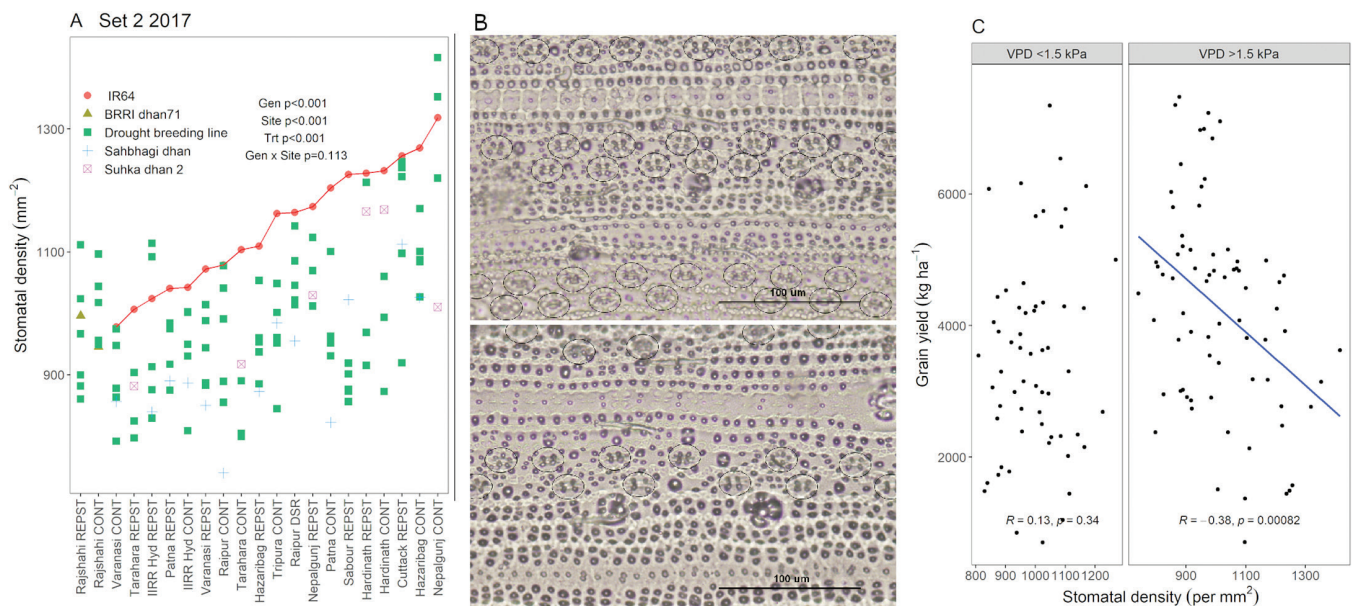 A Set 2 2017
Stomatal density (mm−2)
1300
1100
900
IR64
BRRI dhan71
Drought breeding line
Sahbhagi dhan
Suhka dhan 2
Gen p<0.001
Site p<0.001
Trt p<0.001
Gen x Site p=0.113
Rajshahi REPST
Rajshahi CONT
Varanasi CONT
Tarahara REPST
IIRR Hyd REPST
Patna REPST
IIRR Hyd CONT
Varanasi REPST
Raipur CONT
Tarahara CONT
Hazaribag REPST
Tripura CONT
Raipur DSR
Nepalgunj REPST
Patna CONT
Sabour REPST
Hardinath REPST
Hardinath CONT
Cuttack REPST
Hazaribag CONT
Nepalgunj CONT
B
100 um
100 um
C
VPD <1.5 kPa
VPD >1.5 kPa
Grain yield (kg ha−1)
6000
4000
2000
R = 0.13, p = 0.34
R = −0.38, p = 0.00082
800 900 1000 1100 1200
900 1100 1300
Stomatal density (per mm2)